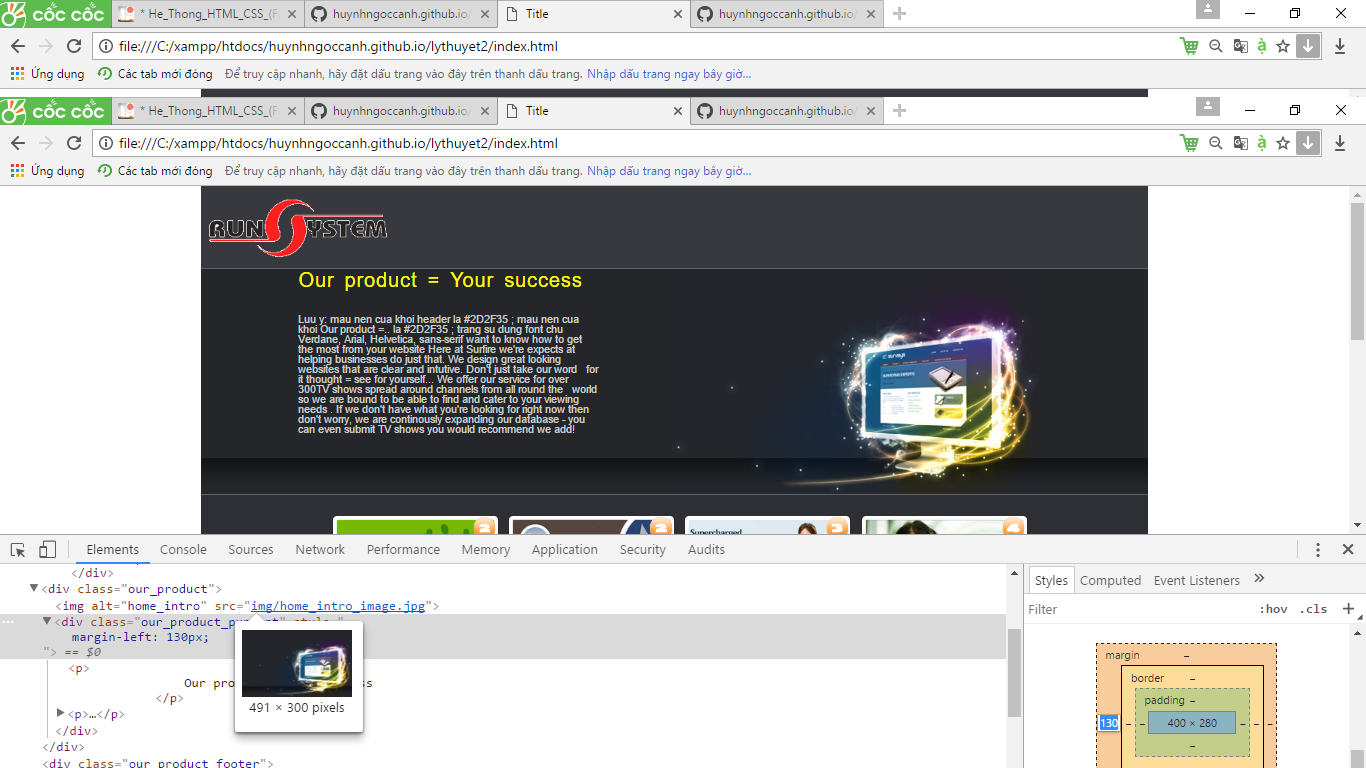 cốc cốc * He_Thong_HTML_CSS_(F × huynhngoccanh.github.io/ × Title × huynhngoccanh.github.io/ ×
file:///C:/xampp/htdocs/huynhngoccanh.github.io/lythuyet2/index.html
Ứng dụng Các tab mới đóng Để truy cập nhanh, hãy đặt dấu trang vào đây trên thanh dấu trang. Nhập dấu trang ngay bây giờ...
cốc cốc * He_Thong_HTML_CSS_(F × huynhngoccanh.github.io/ × Title × huynhngoccanh.github.io/ ×
file:///C:/xampp/htdocs/huynhngoccanh.github.io/lythuyet2/index.html
Ứng dụng Các tab mới đóng Để truy cập nhanh, hãy đặt dấu trang vào đây trên thanh dấu trang. Nhập dấu trang ngay bây giờ...
RUNSYSTEM
Our product = Your success
Luu y: mau nen cua khoi header la #2D2F35 ; mau nen cua
khoi Our product =.. la #2D2F35 ; trang su dung font chu
Verdane, Arial, Helvetica, sans-serif want to know how to get
the most from your website Here at Surfire we're expects at
helping businesses do just that. We design great looking
websites that are clear and intutive. Don't just take our word for
it thought = see for yourself... We offer our service for over
300TV shows spread around channels from all round the world
so we are bound to be able to find and cater to your viewing
needs . If we don't have what you're looking for right now then
don't worry, we are continously expanding our database - you
can even submit TV shows you would recommend we add!
2 3 3 4
Supercharged
Elements Console Sources Network Performance Memory Application Security Audits
</div>
<div class="our_product">
<img alt="home_intro" src="img/home_intro_image.jpg">
margin-left: 130px;
"> == $0
<p>
Our
</p>
<p>…</p>
</div>
</div>
<div class="our_product_footer">
491 × 300 pixels
Styles Computed Event Listeners »
Filter :hov .cls +
margin –
border –
padding –
130 – – 400 × 280 – – –
–
–